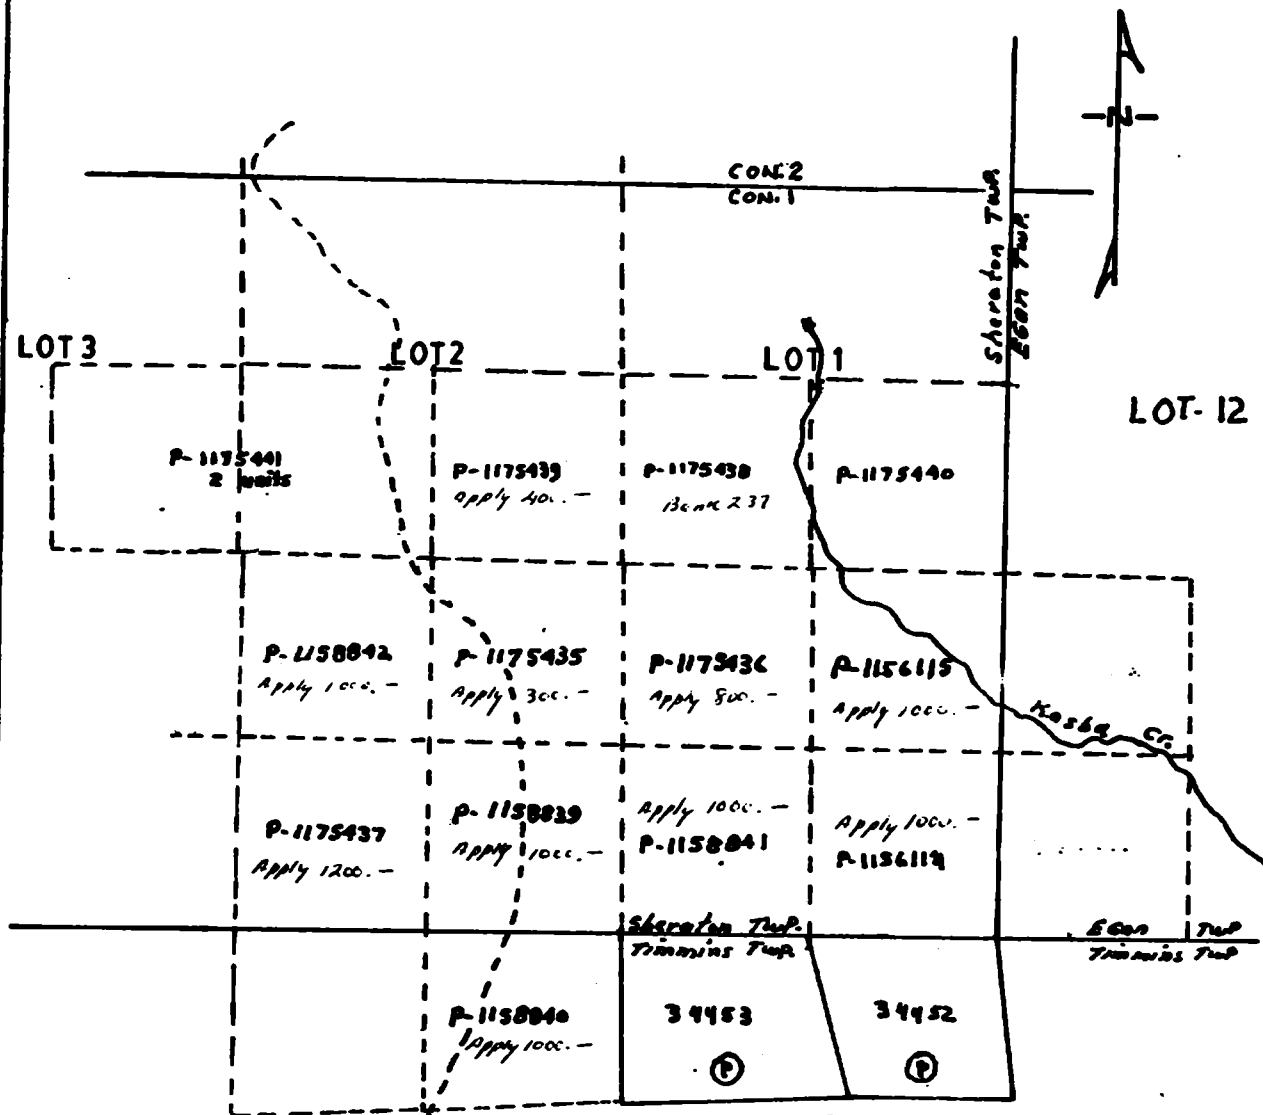 N
CON.2
CON.1
Sheraton Twp.
Egan Twp.
LOT 3
LOT 2
LOT 1
LOT-12
P-1175441
2 units
P-1175439
Apply 400.-
P-1175438
Bank 237
P-1175440
P-1158842
Apply 1000.-
P-1175435
Apply 300.-
P-1175436
Apply 800.-
P-1156115
Apply 1000.-
Kasba Cr.
P-1175437
Apply 1200.-
P-1158839
Apply 1000.-
Apply 1000.-
P-1158841
Apply 1000.-
Sheraton Twp.
Timmins Twp.
Egan Twp
Timmins Twp
P-1158840
Apply 1000.-
34453
P
34452
P